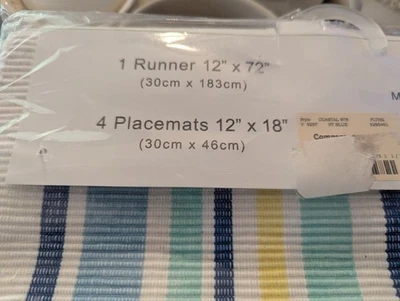 1 Runner 12" x 72"
(30cm x 183cm)
4 Placemats 12" x 18"
(30cm x 46cm)
M